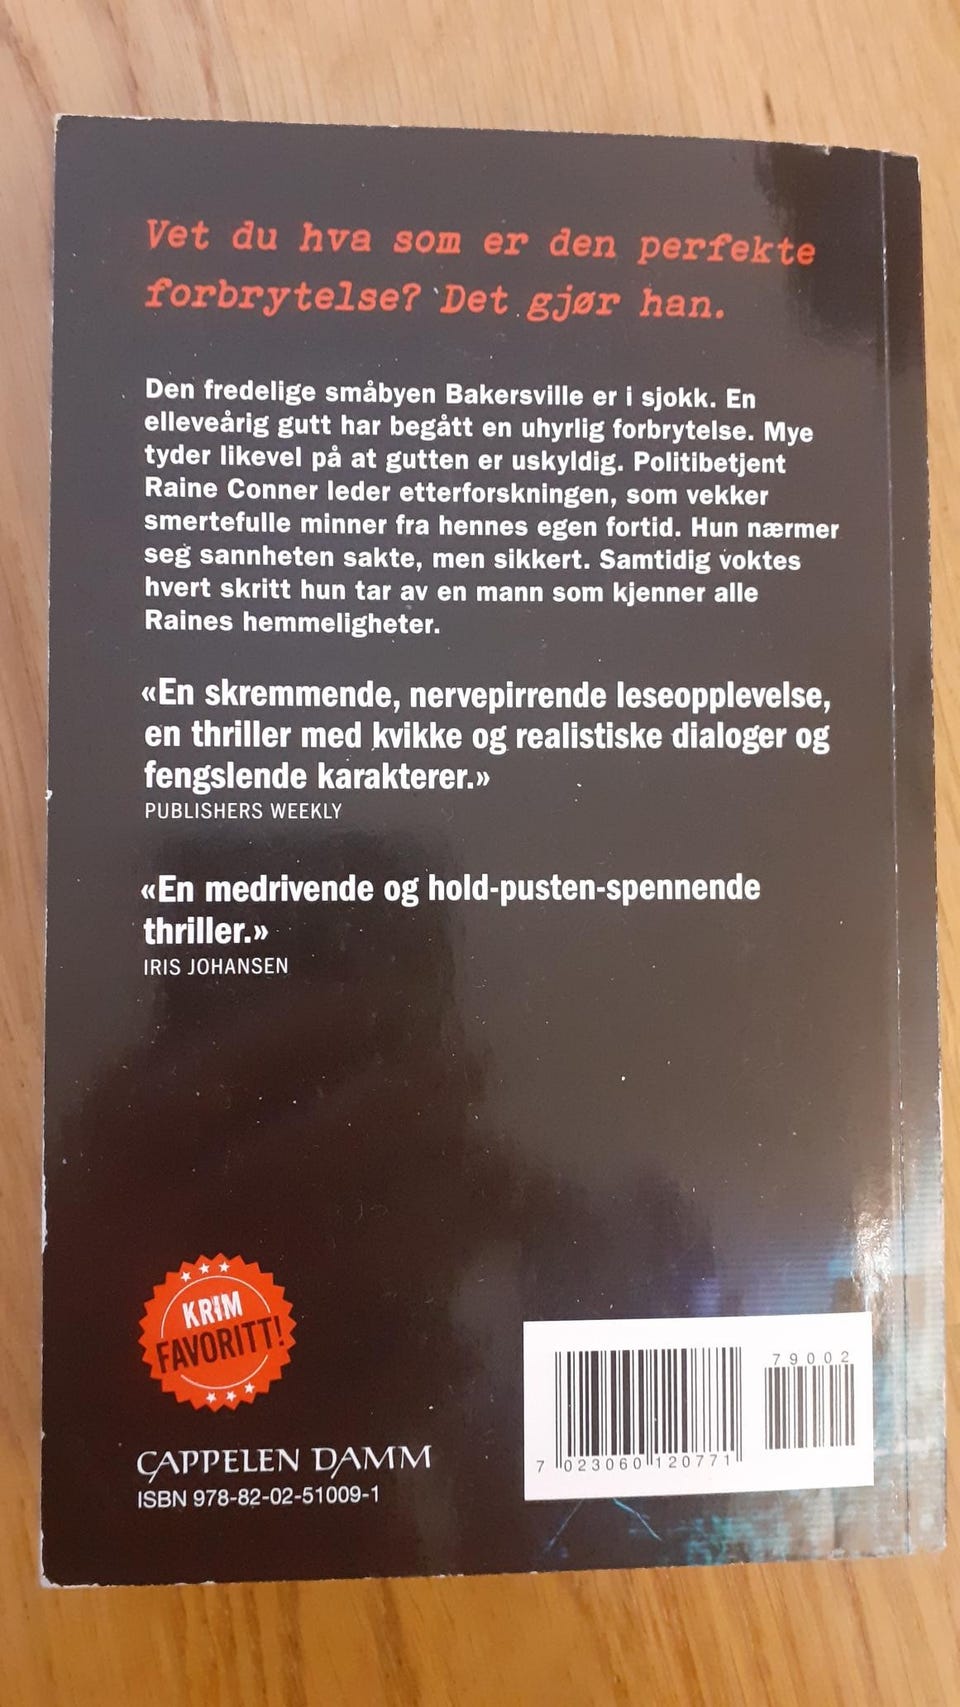 Vet du hva som er den perfekte
forbrytelse? Det gjør han.
Den fredelige småbyen Bakersville er i sjokk. En
elleveårig gutt har begått en uhyrlig forbrytelse. Mye
tyder likevel på at gutten er uskyldig. Politibetjent
Raine Conner leder etterforskningen, som vekker
smertefulle minner fra hennes egen fortid. Hun nærmer
seg sannheten sakte, men sikkert. Samtidig voktes
hvert skritt hun tar av en mann som kjenner alle
Raines hemmeligheter.
«En skremmende, nervepirrende leseopplevelse,
en thriller med kvikke og realistiske dialoger og
fengslende karakterer.»
PUBLISHERS WEEKLY
«En medrivende og hold-pusten-spennende
thriller.»
IRIS JOHANSEN
KRIM
FAVORITT!
CAPPELEN DAMM
ISBN 978-82-02-51009-1
79002
7 023060 120771